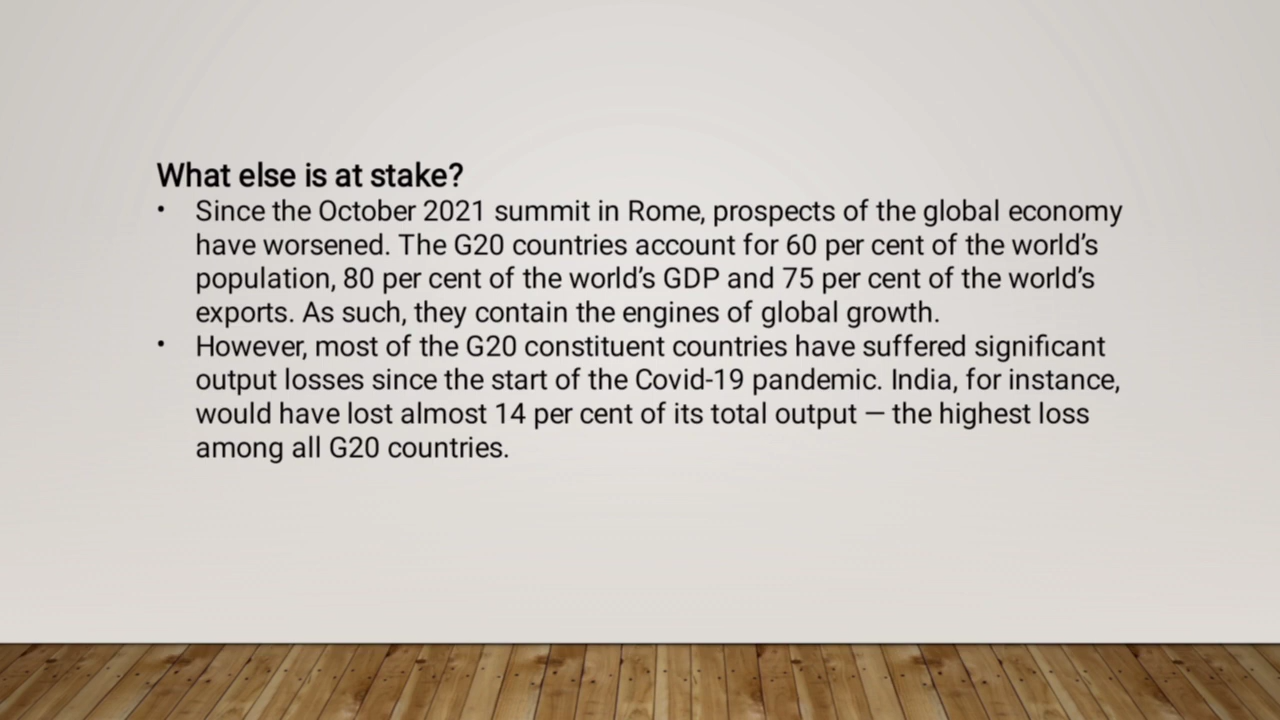 What else is at stake?
• Since the October 2021 summit in Rome, prospects of the global economy
have worsened. The G20 countries account for 60 per cent of the world’s
population, 80 per cent of the world’s GDP and 75 per cent of the world’s
exports. As such, they contain the engines of global growth.
• However, most of the G20 constituent countries have suffered significant
output losses since the start of the Covid-19 pandemic. India, for instance,
would have lost almost 14 per cent of its total output — the highest loss
among all G20 countries.